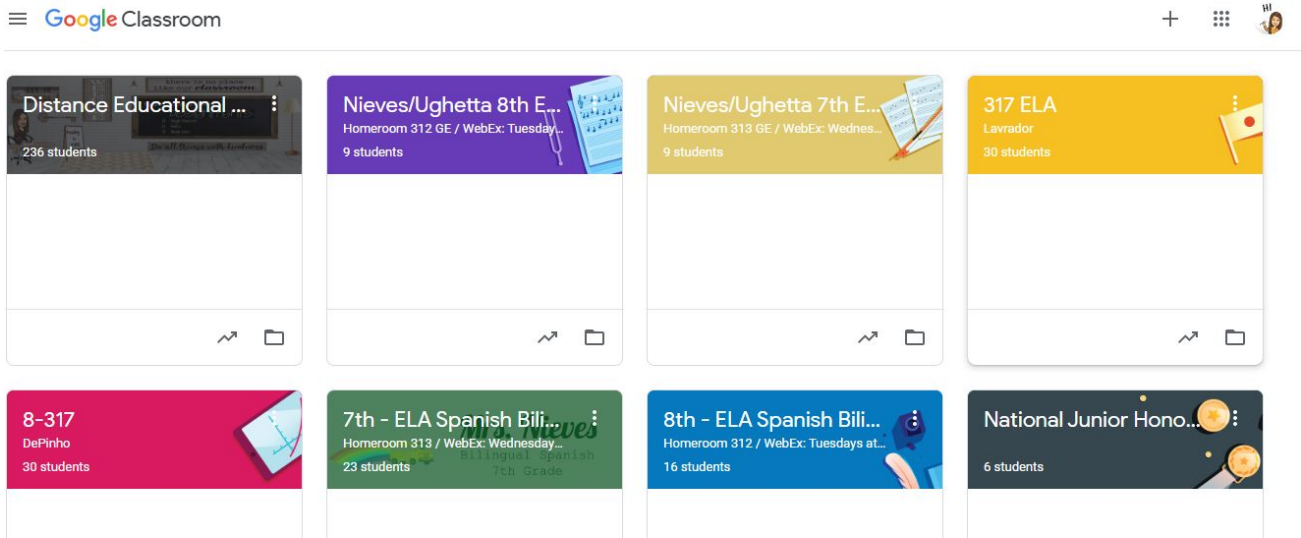 Google Classroom
HI
Distance Educational ...
236 students
Nieves/Ughetta 8th E...
Homeroom 312 GE / WebEx: Tuesday...
9 students
Nieves/Ughetta 7th E...
Homeroom 313 GE / WebEx: Wednes...
9 students
317 ELA
Lavrador
30 students
8-317
DePinho
30 students
7th - ELA Spanish Bili...
Homeroom 313 / WebEx: Wednesday...
23 students
Mrs. Nieves
Bilingual Spanish
7th Grade
8th - ELA Spanish Bili...
Homeroom 312 / WebEx: Tuesdays at...
16 students
National Junior Hono...
6 students